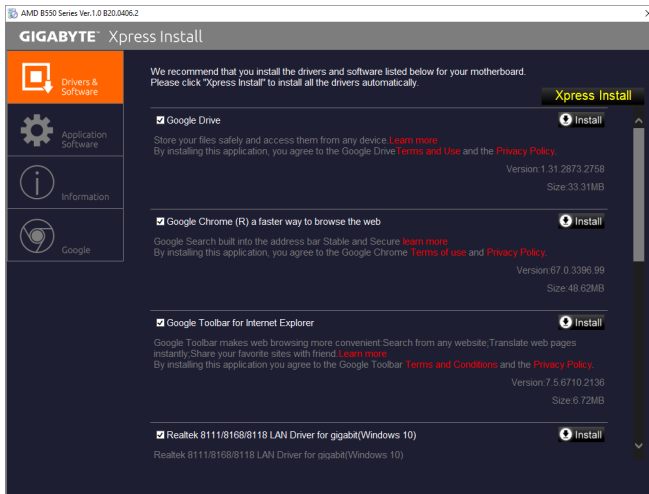 AMD B550 Series Ver.1.0 B20.0406.2
GIGABYTE™ Xpress Install
Drivers &
Software
Application
Software
Information
Google
We recommend that you install the drivers and software listed below for your motherboard.
Please click "Xpress Install" to install all the drivers automatically.
Xpress Install
Google Drive
Install
Store your files safely and access them from any device.Learn more
By installing this application, you agree to the Google DriveTerms and Use and the Privacy Policy.
Version:1.31.2873.2758
Size:33.31MB
Google Chrome (R) a faster way to browse the web
Install
Google Search built into the address bar Stable and Secure learn more
By installing this application, you agree to the Google Chrome Terms of use and Privacy Policy.
Version:67.0.3396.99
Size:48.62MB
Google Toolbar for Internet Explorer
Install
Google Toolbar makes web browsing more convenient:Search from any website;Translate web pages
instantly;Share your favorite sites with friend.Learn more
By installing this application you agree to the Google Toolbar Terms and Conditions and the Privacy Policy.
Version:7.5.6710.2136
Size:6.72MB
Realtek 8111/8168/8118 LAN Driver for gigabit(Windows 10)
Install
Realtek 8111/8168/8118 LAN Driver for gigabit(Windows 10)